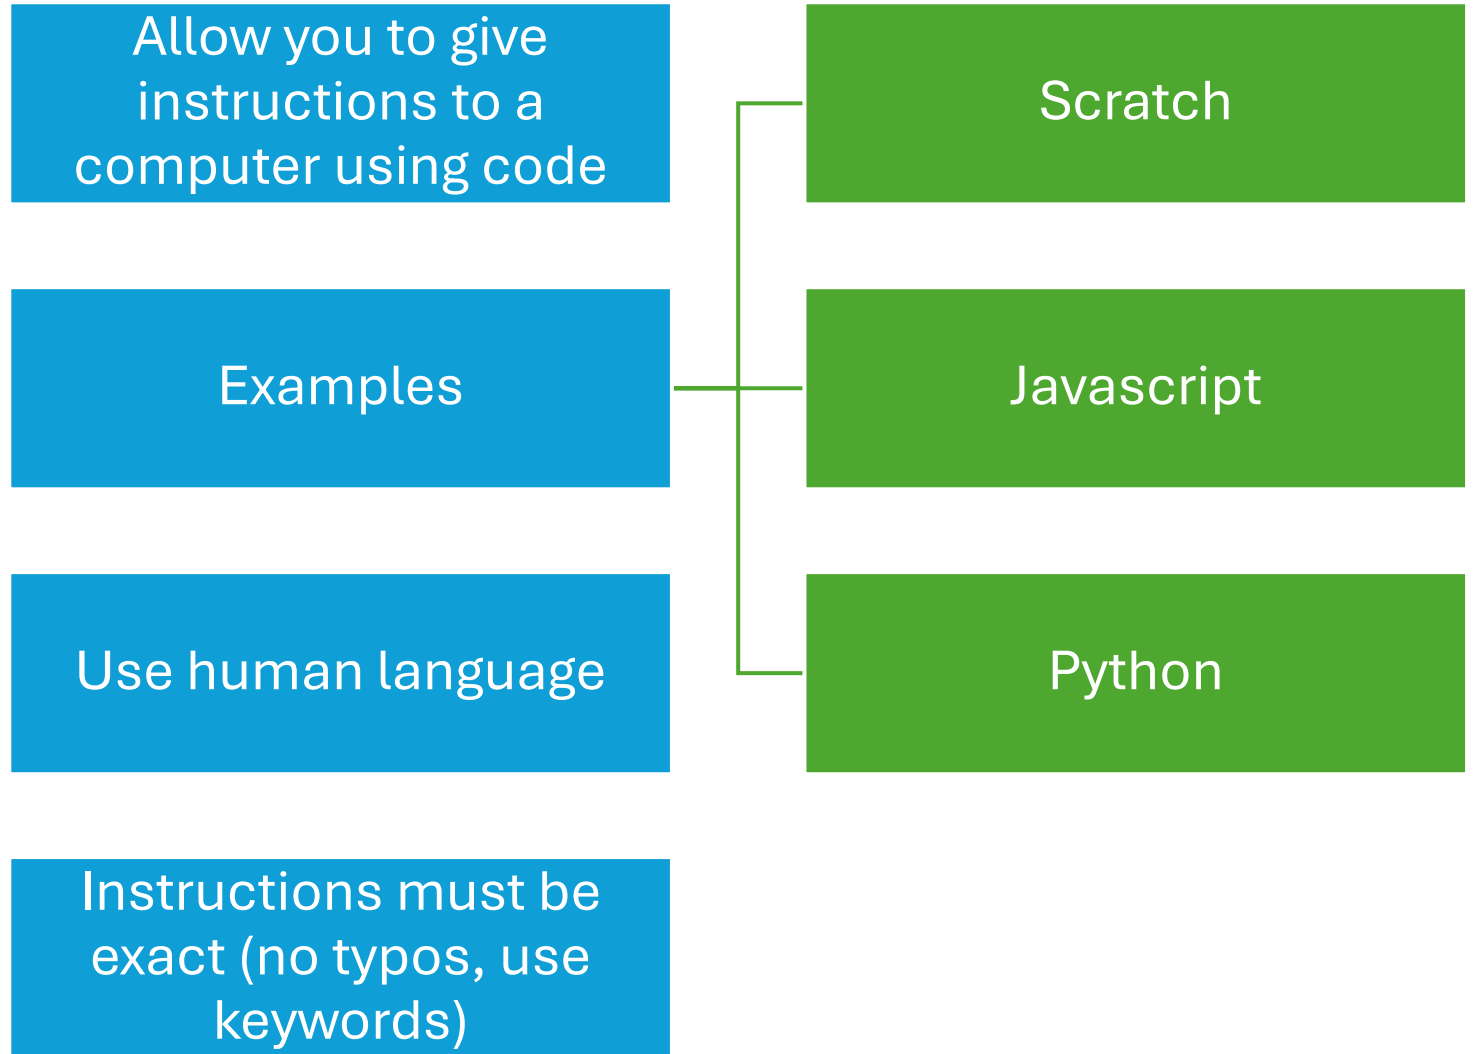 Allow you to give
instructions to a
computer using code
Examples
Scratch
Javascript
Python
Use human language
Instructions must be
exact (no typos, use
keywords)